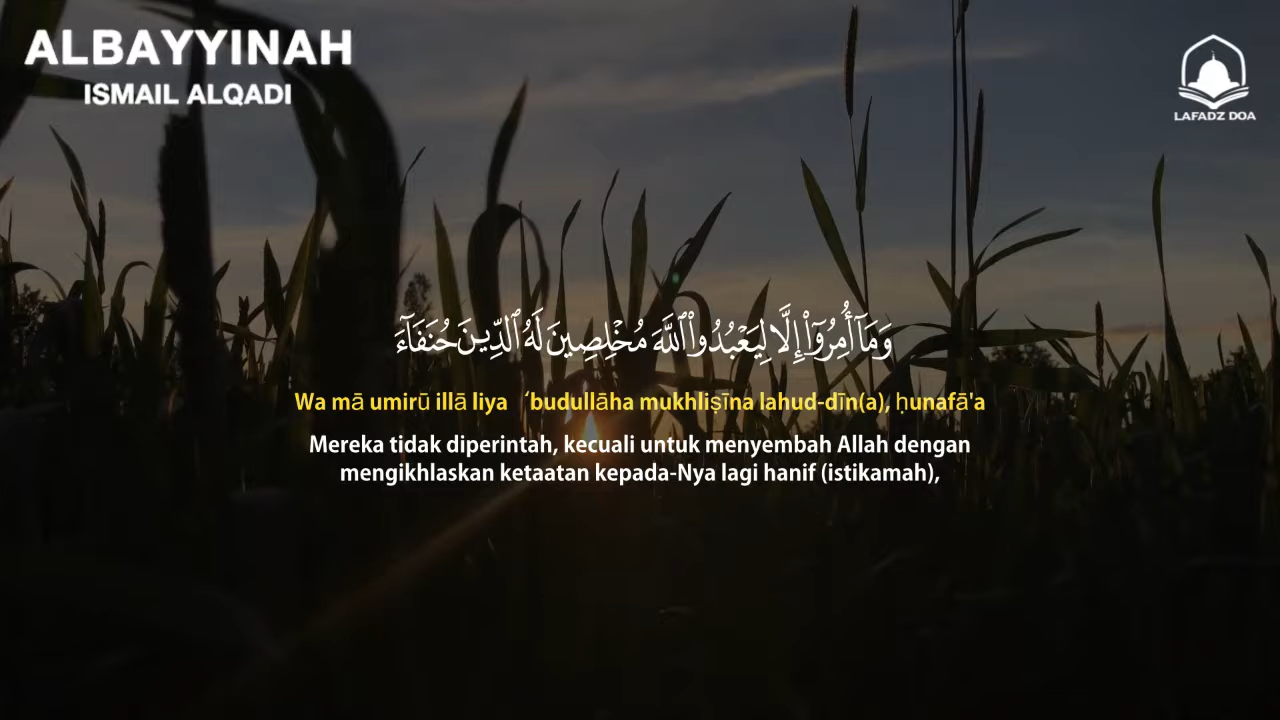 ALBAYYINAH
ISMAIL ALQADI
LAFADZ DOA
وَمَآ أُمِرُوٓا۟ إِلَّا لِيَعْبُدُوا۟ ٱللَّهَ مُخْلِصِينَ لَهُ ٱلدِّينَ حُنَفَآءَ
Wa mā umirū illā liya ‘budullāha mukhliṣīna lahud-dīn(a), ḥunafā'a
Mereka tidak diperintah, kecuali untuk menyembah Allah dengan
mengikhlaskan ketaatan kepada-Nya lagi hanif (istikamah),